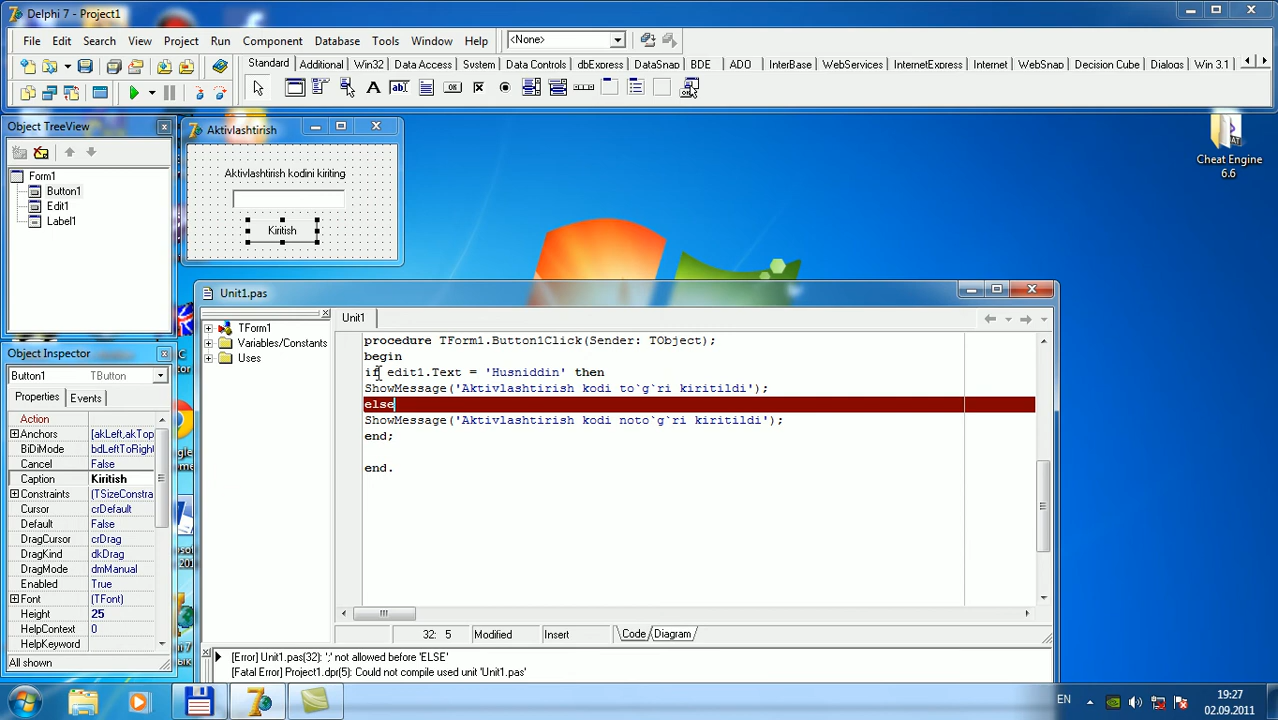 Delphi 7 - Project1
File Edit Search View Project Run Component Database Tools Window Help <None>
Standard Additional Win32 Data Access Data Controls dbExpress DataSnap BDE ADO InterBase WebServices InternetExpress Internet WebSnap Decision Cube Dialogs Win 3.1
Object TreeView
Form1
Button1
Edit1
Label1
Aktivlashtirish
Aktivlashtirish kodini kiriting
Kiritish
Cheat Engine
6.6
Object Inspector
Button1 TButton
Properties Events
Action
Anchors [akLeft,akTop
BiDiMode bdLeftToRigh
Cancel False
Caption Kiritish
Constraints (TSizeConstra
Cursor crDefault
Default False
DragCursor crDrag
DragKind dkDrag
DragMode dmManual
Enabled True
Font (TFont)
Height 25
HelpContext 0
HelpKeyword
All shown
Unit1.pas
TForm1
Variables/Constants
Uses
Unit1
procedure TForm1.Button1Click(Sender: TObject);
begin
if edit1.Text = 'Husniddin' then
ShowMessage('Aktivlashtirish kodi to`g`ri kiritildi');
else
ShowMessage('Aktivlashtirish kodi noto`g`ri kiritildi');
end;
end.
32: 5 Modified Insert Code Diagram
[Error] Unit1.pas(32): ';' not allowed before 'ELSE'
[Fatal Error] Project1.dpr(5): Could not compile used unit 'Unit1.pas'
EN
19:27
02.09.2011